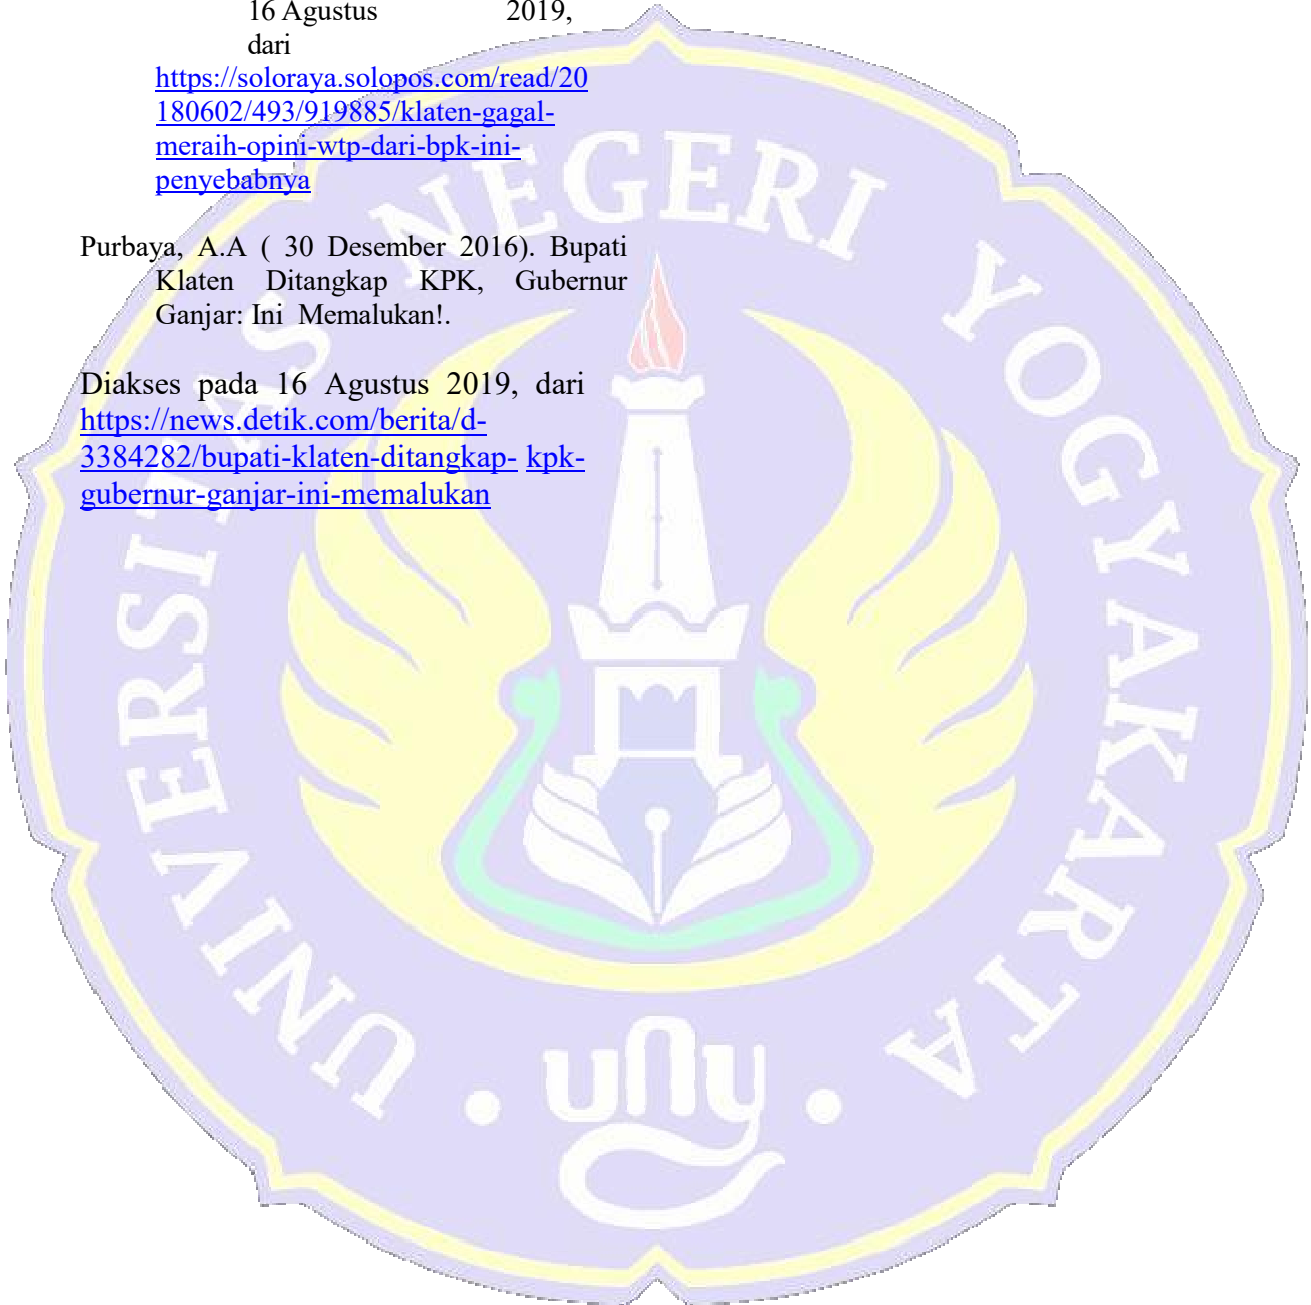 16 Agustus 2019,
dari
https://soloraya.solopos.com/read/20
180602/493/919885/klaten-gagal-
meraih-opini-wtp-dari-bpk-ini-
penyebabnya
Purbaya, A.A ( 30 Desember 2016). Bupati
Klaten Ditangkap KPK, Gubernur
Ganjar: Ini Memalukan!.
Diakses pada 16 Agustus 2019, dari
https://news.detik.com/berita/d-
3384282/bupati-klaten-ditangkap- kpk-
gubernur-ganjar-ini-memalukan
UNIVERSITAS NEGERI YOGYAKARTA
uny